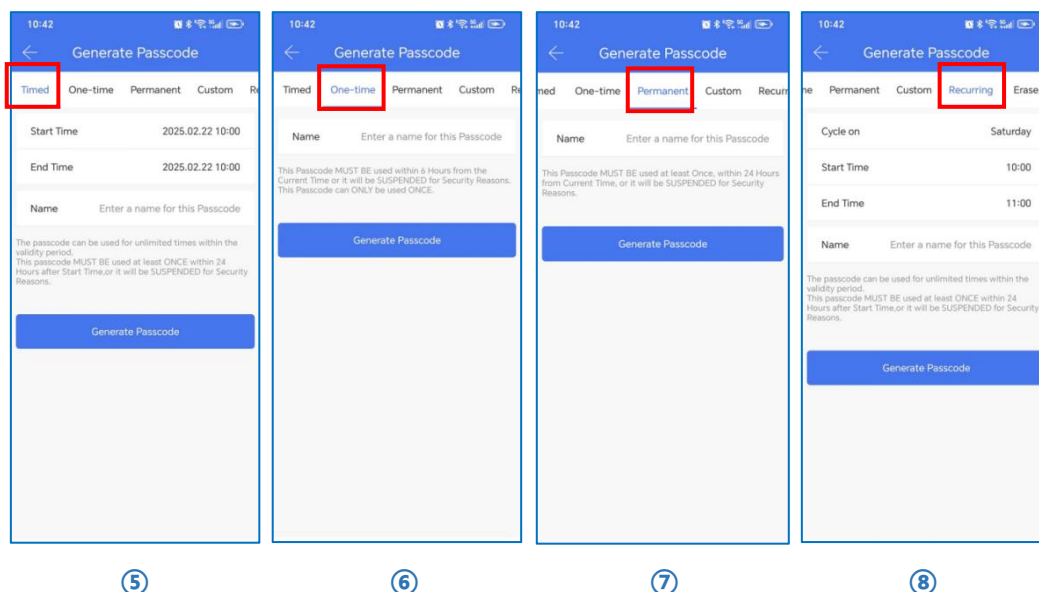 10:42
Generate Passcode
Timed One-time Permanent Custom Re
Start Time 2025.02.22 10:00
End Time 2025.02.22 10:00
Name Enter a name for this Passcode
The passcode can be used for unlimited times within the
validity period.
This passcode MUST BE used at least ONCE within 24
Hours after Start Time,or it will be SUSPENDED for Security
Reasons.
Generate Passcode
⑤
10:42
Generate Passcode
Timed One-time Permanent Custom Re
Name Enter a name for this Passcode
This Passcode MUST BE used within 6 Hours from the
Current Time or it will be SUSPENDED for Security Reasons.
This Passcode can ONLY be used ONCE.
Generate Passcode
⑥
10:42
Generate Passcode
med One-time Permanent Custom Recurr
Name Enter a name for this Passcode
This Passcode MUST BE used at least Once, within 24 Hours
from Current Time, or it will be SUSPENDED for Security
Reasons.
Generate Passcode
⑦
10:42
Generate Passcode
ne Permanent Custom Recurring Erase
Cycle on Saturday
Start Time 10:00
End Time 11:00
Name Enter a name for this Passcode
The passcode can be used for unlimited times within the
validity period.
This passcode MUST BE used at least ONCE within 24
Hours after Start Time,or it will be SUSPENDED for Security
Reasons.
Generate Passcode
⑧